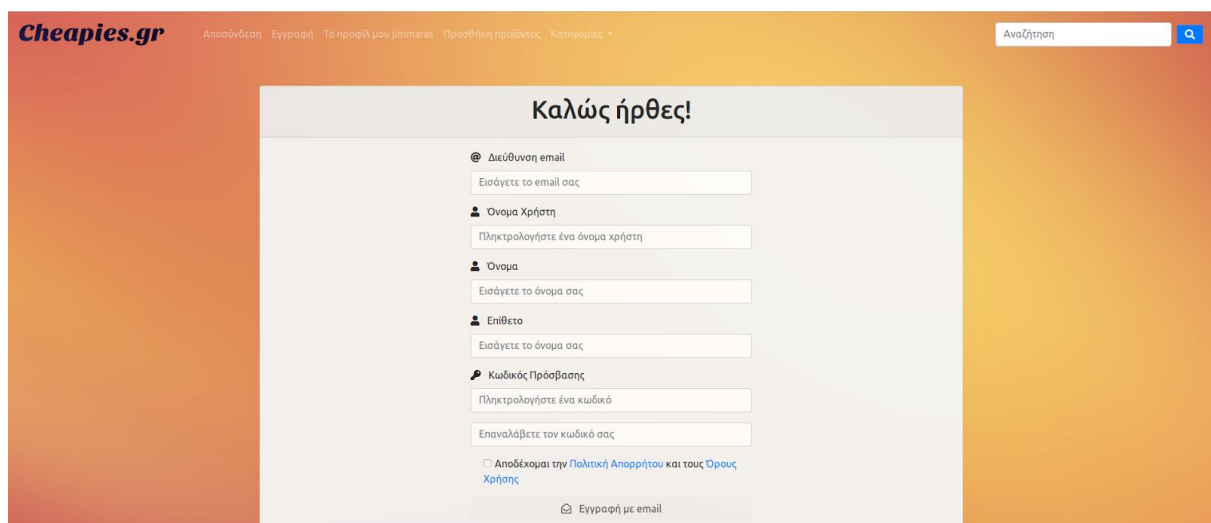 Cheapies.gr
Αποσύνδεση Εγγραφή Το προφίλ μου jimmaras Προσθήκη προϊόντος Κατηγορίες
Αναζήτηση
Καλώς ήρθες!
Διεύθυνση email
Εισάγετε το email σας
Όνομα Χρήστη
Πληκτρολογήστε ένα όνομα χρήστη
Όνομα
Εισάγετε το όνομα σας
Επίθετο
Εισάγετε το όνομα σας
Κωδικός Πρόσβασης
Πληκτρολογήστε ένα κωδικό
Επαναλάβετε τον κωδικό σας
Αποδέχομαι την Πολιτική Απορρήτου και τους Όρους
Χρήσης
Εγγραφή με email